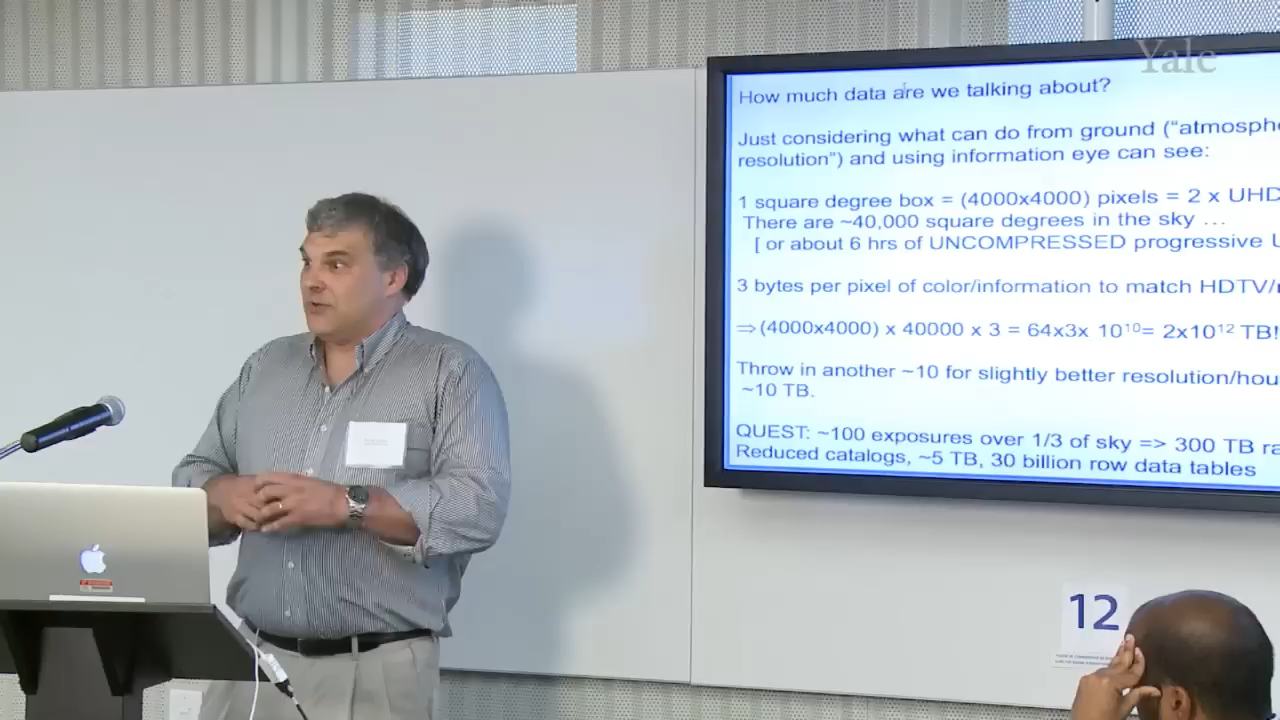 Yale
How much data are we talking about?
Just considering what can do from ground ("atmosphe
resolution") and using information eye can see:
1 square degree box = (4000x4000) pixels = 2 x UHD
There are ~40,000 square degrees in the sky ...
[ or about 6 hrs of UNCOMPRESSED progressive U
3 bytes per pixel of color/information to match HDTV/
⇒(4000x4000) x 40000 x 3 = 64x3x 10¹⁰= 2x10¹² TB!
Throw in another ~10 for slightly better resolution/hou
~10 TB.
QUEST: ~100 exposures over 1/3 of sky => 300 TB ra
Reduced catalogs, ~5 TB, 30 billion row data tables
12